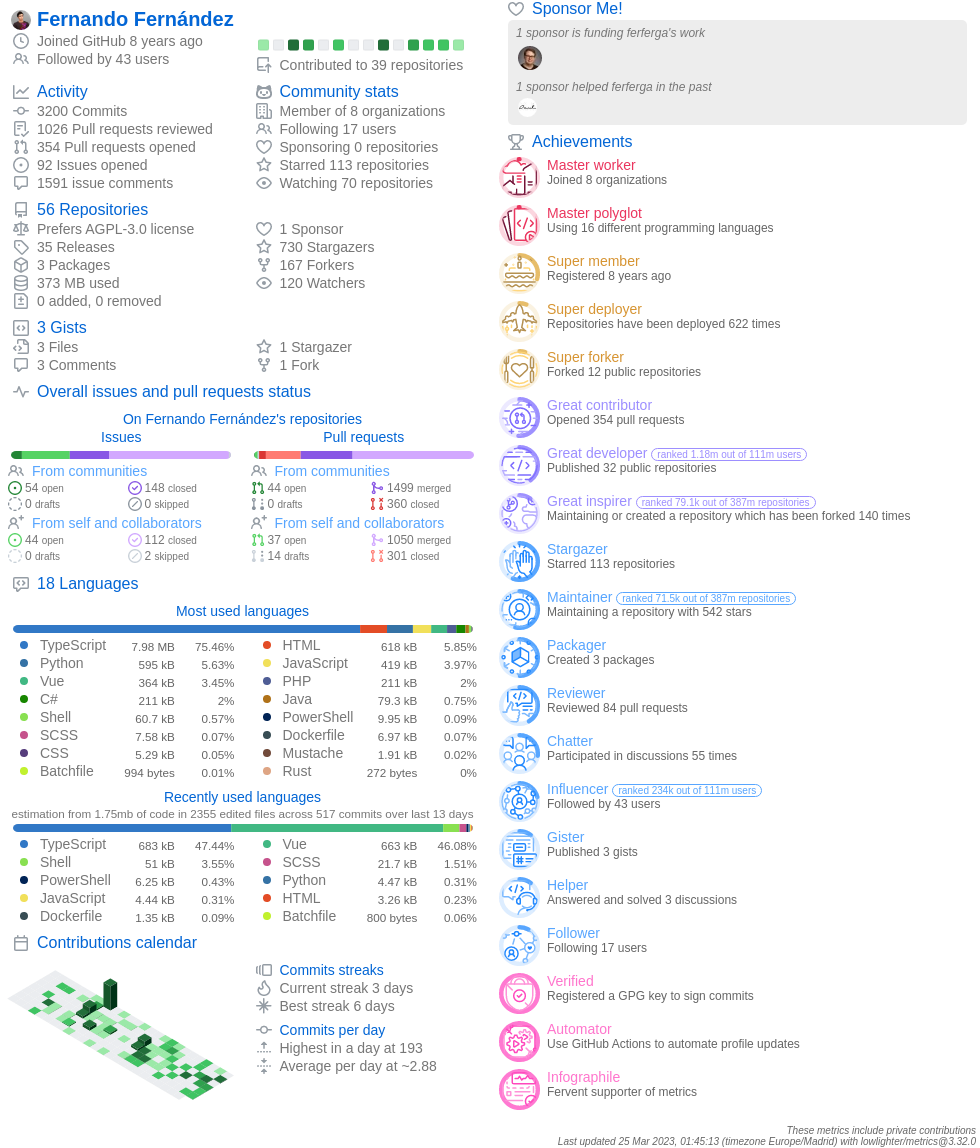 Fernando Fernández
Joined GitHub 8 years ago
Followed by 43 users
Contributed to 39 repositories
Activity
3200 Commits
1026 Pull requests reviewed
354 Pull requests opened
92 Issues opened
1591 issue comments
Community stats
Member of 8 organizations
Following 17 users
Sponsoring 0 repositories
Starred 113 repositories
Watching 70 repositories
56 Repositories
Prefers AGPL-3.0 license
35 Releases
3 Packages
373 MB used
0 added, 0 removed
1 Sponsor
730 Stargazers
167 Forkers
120 Watchers
3 Gists
3 Files
3 Comments
1 Stargazer
1 Fork
Overall issues and pull requests status
On Fernando Fernández's repositories
Issues
From communities
54 open
148 closed
0 drafts
0 skipped
From self and collaborators
44 open
112 closed
0 drafts
2 skipped
Pull requests
From communities
44 open
1499 merged
0 drafts
360 closed
From self and collaborators
37 open
1050 merged
14 drafts
301 closed
18 Languages
Most used languages
TypeScript 7.98 MB 75.46%
Python 595 kB 5.63%
Vue 364 kB 3.45%
C# 211 kB 2%
Shell 60.7 kB 0.57%
SCSS 7.58 kB 0.07%
CSS 5.29 kB 0.05%
Batchfile 994 bytes 0.01%
HTML 618 kB 5.85%
JavaScript 419 kB 3.97%
PHP 211 kB 2%
Java 79.3 kB 0.75%
PowerShell 9.95 kB 0.09%
Dockerfile 6.97 kB 0.07%
Mustache 1.91 kB 0.02%
Rust 272 bytes 0%
Recently used languages
estimation from 1.75mb of code in 2355 edited files across 517 commits over last 13 days
TypeScript 683 kB 47.44%
Shell 51 kB 3.55%
PowerShell 6.25 kB 0.43%
JavaScript 4.44 kB 0.31%
Dockerfile 1.35 kB 0.09%
Vue 663 kB 46.08%
SCSS 21.7 kB 1.51%
Python 4.47 kB 0.31%
HTML 3.26 kB 0.23%
Batchfile 800 bytes 0.06%
Contributions calendar
Commits streaks
Current streak 3 days
Best streak 6 days
Commits per day
Highest in a day at 193
Average per day at ~2.88
Sponsor Me!
1 sponsor is funding ferferga's work
1 sponsor helped ferferga in the past
Achievements
Master worker
Joined 8 organizations
Master polyglot
Using 16 different programming languages
Super member
Registered 8 years ago
Super deployer
Repositories have been deployed 622 times
Super forker
Forked 12 public repositories
Great contributor
Opened 354 pull requests
Great developer ranked 1.18m out of 111m users
Published 32 public repositories
Great inspirer ranked 79.1k out of 387m repositories
Maintaining or created a repository which has been forked 140 times
Stargazer
Starred 113 repositories
Maintainer ranked 71.5k out of 387m repositories
Maintaining a repository with 542 stars
Packager
Created 3 packages
Reviewer
Reviewed 84 pull requests
Chatter
Participated in discussions 55 times
Influencer ranked 234k out of 111m users
Followed by 43 users
Gister
Published 3 gists
Helper
Answered and solved 3 discussions
Follower
Following 17 users
Verified
Registered a GPG key to sign commits
Automator
Use GitHub Actions to automate profile updates
Infographile
Fervent supporter of metrics
These metrics include private contributions
Last updated 25 Mar 2023, 01:45:13 (timezone Europe/Madrid) with lowlighter/metrics@3.32.0